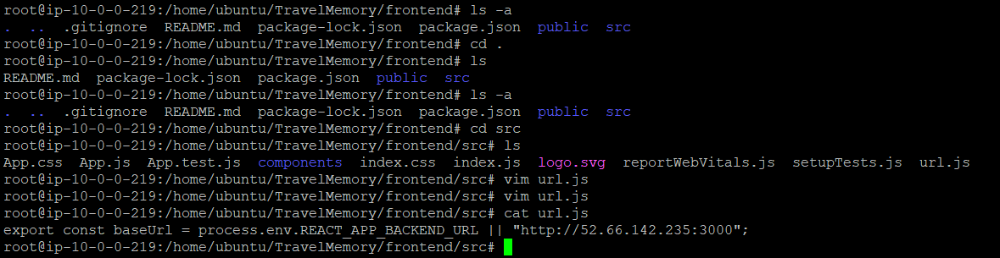 root@ip-10-0-0-219:/home/ubuntu/TravelMemory/frontend# ls -a
.  ..  .gitignore  README.md  package-lock.json  package.json  public  src
root@ip-10-0-0-219:/home/ubuntu/TravelMemory/frontend# cd .
root@ip-10-0-0-219:/home/ubuntu/TravelMemory/frontend# ls
README.md  package-lock.json  package.json  public  src
root@ip-10-0-0-219:/home/ubuntu/TravelMemory/frontend# ls -a
.  ..  .gitignore  README.md  package-lock.json  package.json  public  src
root@ip-10-0-0-219:/home/ubuntu/TravelMemory/frontend# cd src
root@ip-10-0-0-219:/home/ubuntu/TravelMemory/frontend/src# ls
App.css  App.js  App.test.js  components  index.css  index.js  logo.svg  reportWebVitals.js  setupTests.js  url.js
root@ip-10-0-0-219:/home/ubuntu/TravelMemory/frontend/src# vim url.js
root@ip-10-0-0-219:/home/ubuntu/TravelMemory/frontend/src# vim url.js
root@ip-10-0-0-219:/home/ubuntu/TravelMemory/frontend/src# cat url.js
export const baseUrl = process.env.REACT_APP_BACKEND_URL || "http://52.66.142.235:3000";
root@ip-10-0-0-219:/home/ubuntu/TravelMemory/frontend/src#